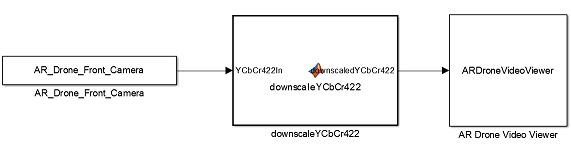 AR_Drone_Front_Camera
AR_Drone_Front_Camera
YCbCr422In
downscaledYCbCr422
downscaleYCbCr422
downscaleYCbCr422
ARDroneVideoViewer
AR Drone Video Viewer